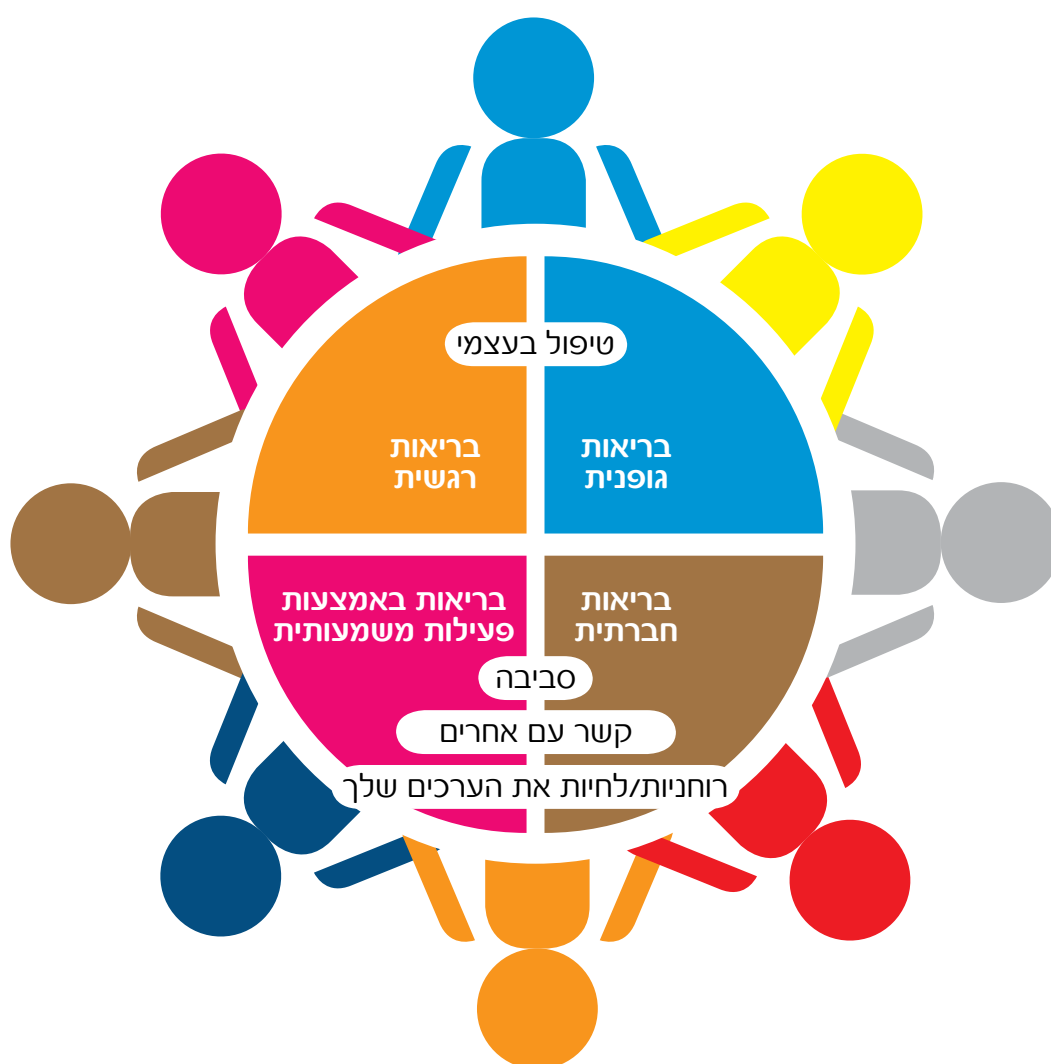 טיפול בעצמי
בריאות
גופנית
בריאות
רגשית
בריאות
חברתית
בריאות באמצעות
פעילות משמעותית
סביבה
קשר עם אחרים
רוחניות/לחיות את הערכים שלך